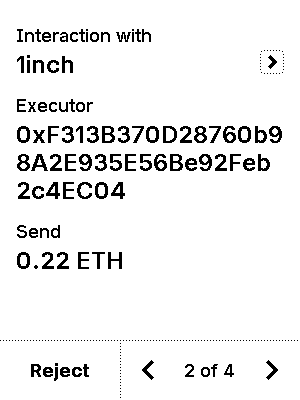 Interaction with
1inch
Executor
0xF313B370D28760b9
8A2E935E56Be92Feb
2c4EC04
Send
0.22 ETH
Reject
2 of 4